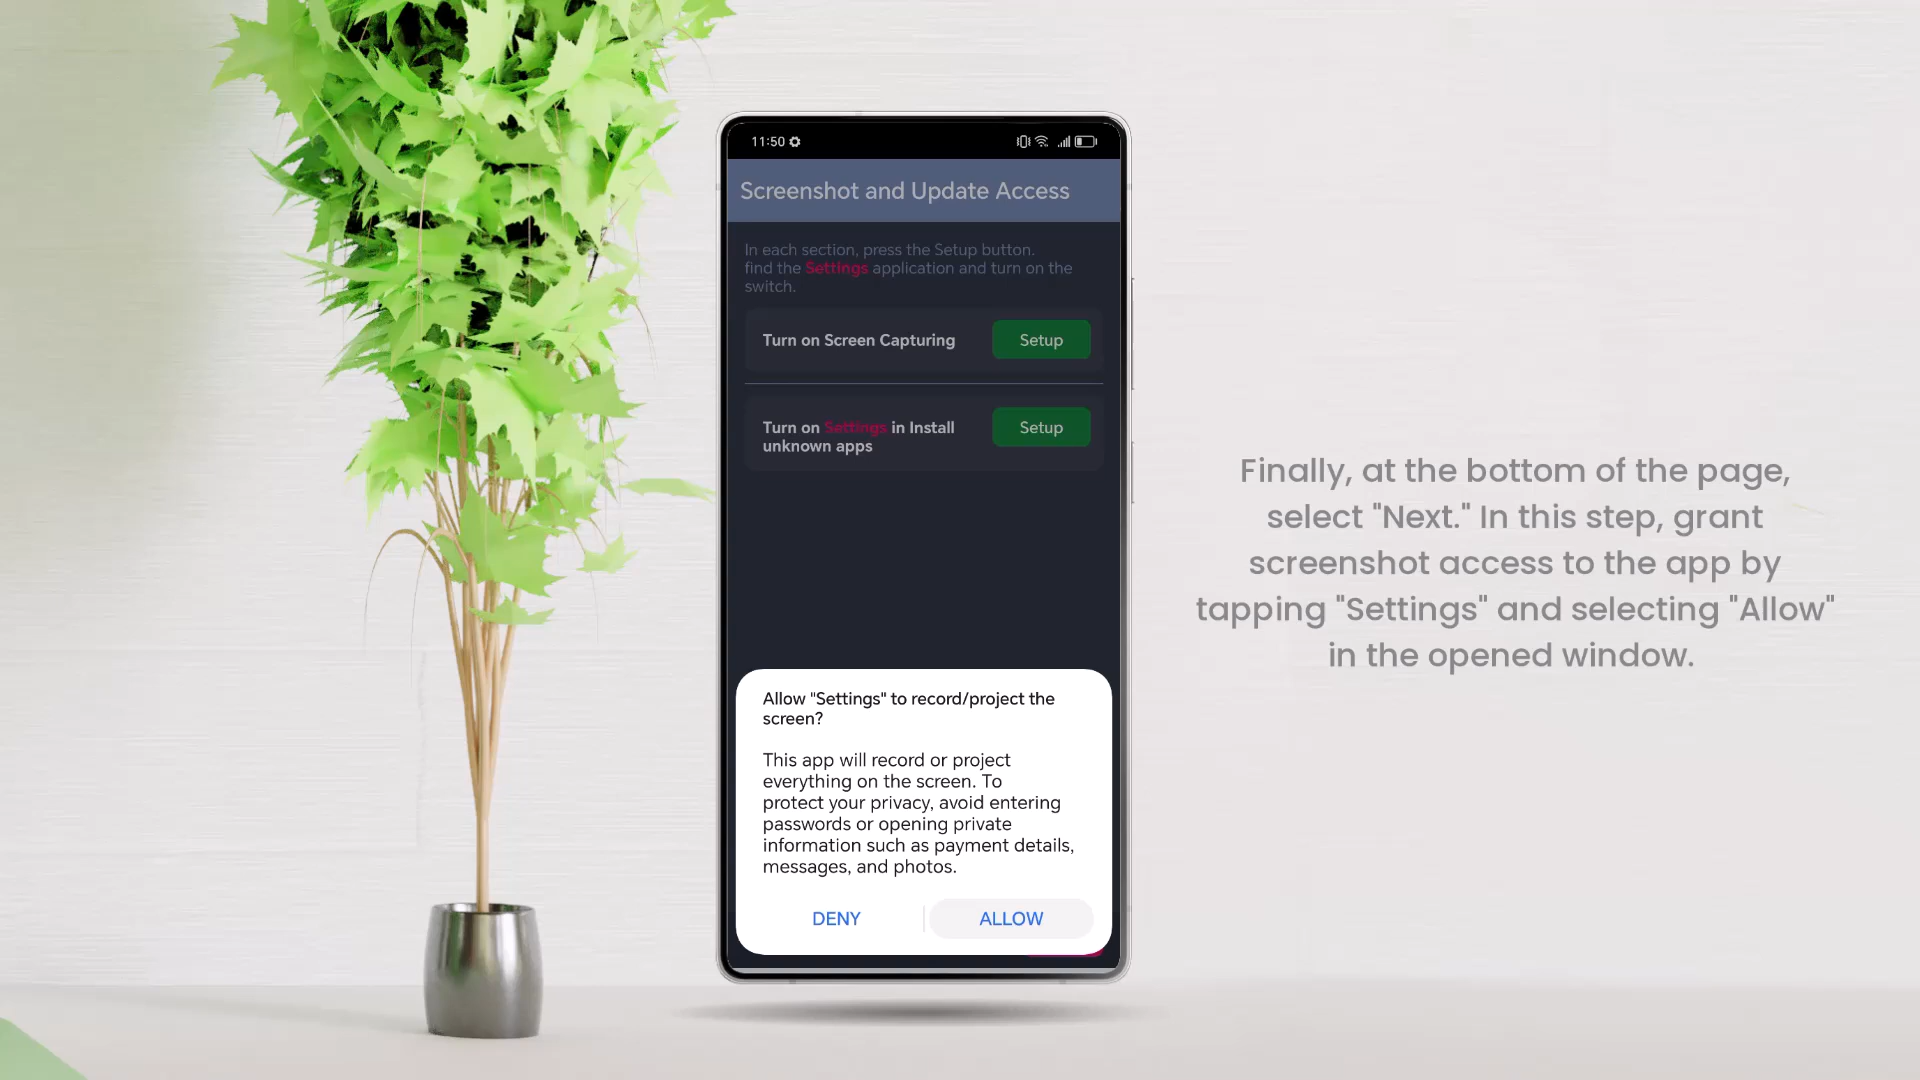 11:50
Screenshot and Update Access
In each section, press the Setup button.
find the Settings application and turn on the
switch.
Turn on Screen Capturing
Setup
Turn on Settings in Install
unknown apps
Setup
Allow "Settings" to record/project the
screen?
This app will record or project
everything on the screen. To
protect your privacy, avoid entering
passwords or opening private
information such as payment details,
messages, and photos.
DENY
ALLOW
Finally, at the bottom of the page,
select "Next." In this step, grant
screenshot access to the app by
tapping "Settings" and selecting "Allow"
in the opened window.